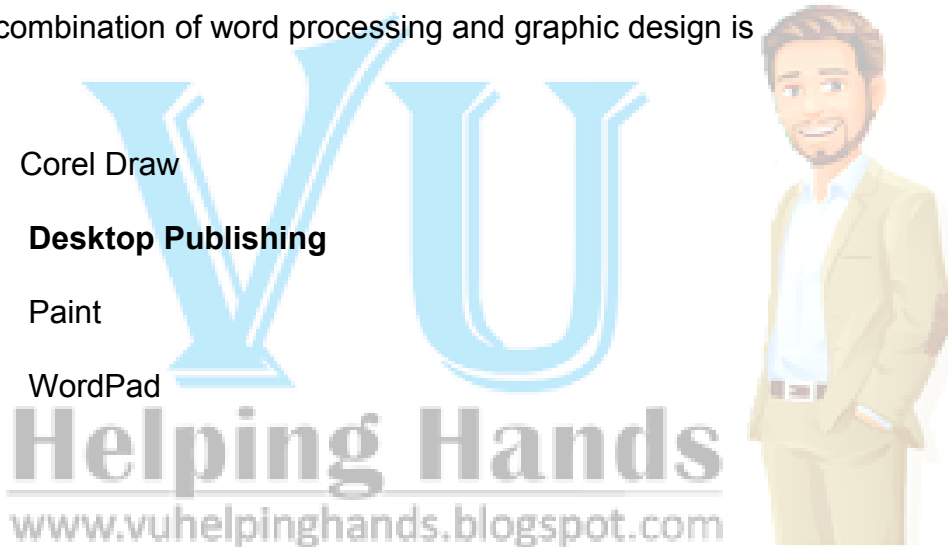 combination of word processing and graphic design is
Corel Draw
Desktop Publishing
Paint
WordPad
VU
Helping Hands
www.vuhelpinghands.blogspot.com